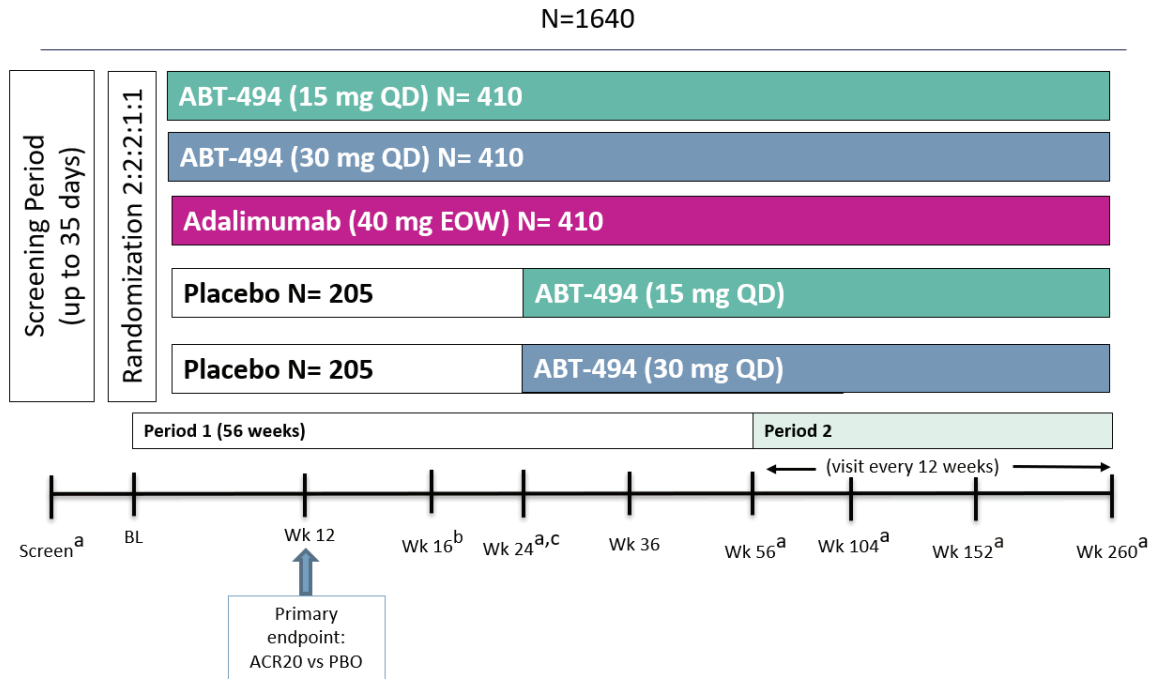 N=1640
Screening Period
(up to 35 days)
Randomization 2:2:2:1:1
ABT-494 (15 mg QD) N= 410
ABT-494 (30 mg QD) N= 410
Adalimumab (40 mg EOW) N= 410
Placebo N= 205
ABT-494 (15 mg QD)
Placebo N= 205
ABT-494 (30 mg QD)
Period 1 (56 weeks)
Period 2
(visit every 12 weeks)
Screen a
BL
Wk 12
Wk 16 b
Wk 24 a,c
Wk 36
Wk 56 a
Wk 104 a
Wk 152 a
Wk 260 a
Primary
endpoint:
ACR20 vs PBO